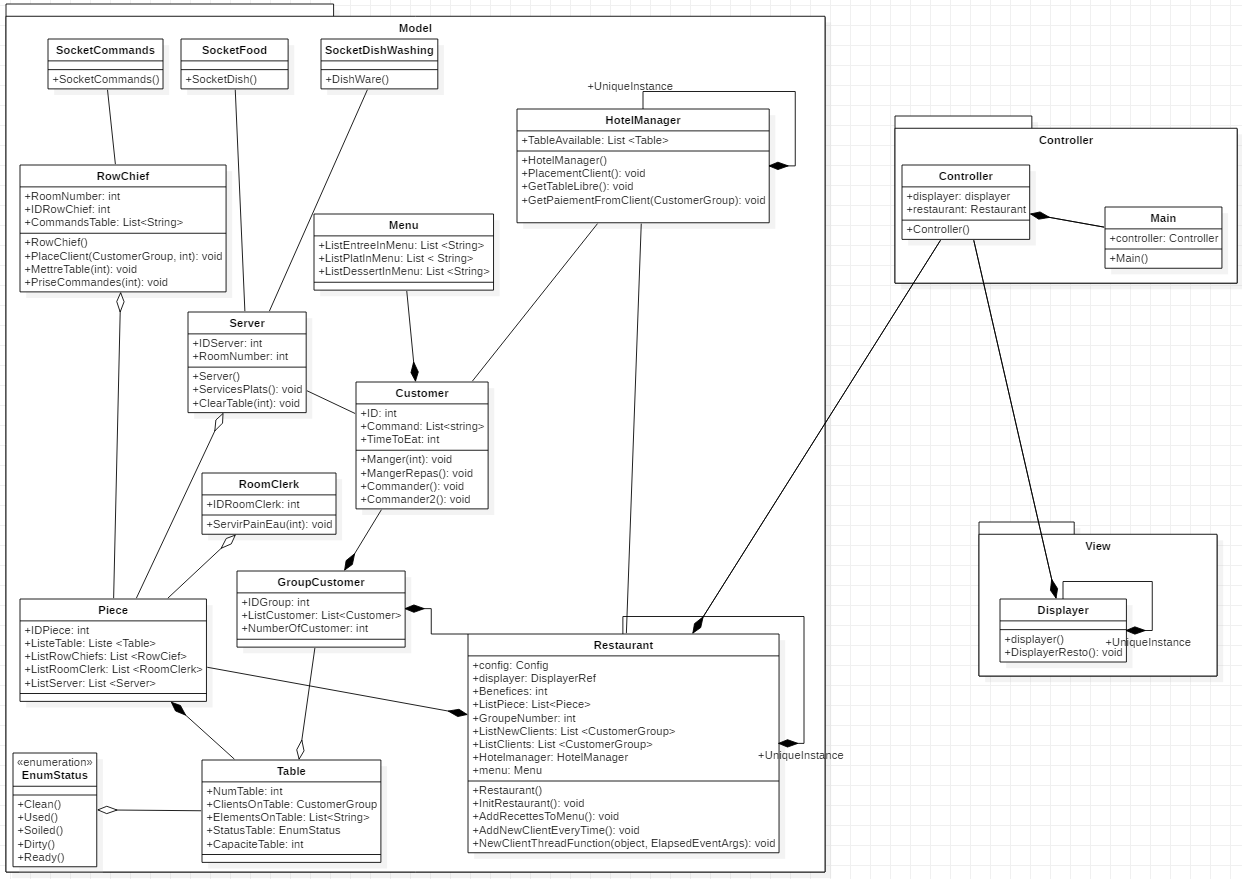 Model
SocketCommands
+SocketCommands()
SocketFood
+SocketDish()
SocketDishWashing
+DishWare()
+UniqueInstance
HotelManager
+TableAvailable: List <Table>
+HotelManager()
+PlacementClient(): void
+GetTableLibre(): void
+GetPaiementFromClient(CustomerGroup): void
RowChief
+RoomNumber: int
+IDRowChief: int
+CommandsTable: List<String>
+RowChief()
+PlaceClient(CustomerGroup, int): void
+MettreTable(int): void
+PriseCommandes(int): void
Menu
+ListEntreeInMenu: List <String>
+ListPlatInMenu: List < String>
+ListDessertInMenu: List <String>
Server
+IDServer: int
+RoomNumber: int
+Server()
+ServicesPlats(): void
+ClearTable(int): void
Customer
+ID: int
+Command: List<string>
+TimeToEat: int
+Manger(int): void
+MangerRepas(): void
+Commander(): void
+Commander2(): void
RoomClerk
+IDRoomClerk: int
+ServirPainEau(int): void
GroupCustomer
+IDGroup: int
+ListCustomer: List<Customer>
+NumberOfCustomer: int
Piece
+IDPiece: int
+ListeTable: Liste <Table>
+ListRowChiefs: List <RowCief>
+ListRoomClerk: List <RoomClerk>
+ListServer: List <Server>
Restaurant
+config: Config
+displayer: DisplayerRef
+Benefices: int
+ListPiece: List<Piece>
+GroupeNumber: int
+ListNewClients: List <CustomerGroup>
+ListClients: List <CustomerGroup>
+Hotelmanager: HotelManager
+menu: Menu
+Restaurant()
+InitRestaurant(): void
+AddRecettesToMenu(): void
+AddNewClientEveryTime(): void
+NewClientThreadFunction(object, ElapsedEventArgs): void
+UniqueInstance
«enumeration»
EnumStatus
+Clean()
+Used()
+Soiled()
+Dirty()
+Ready()
Table
+NumTable: int
+ClientsOnTable: CustomerGroup
+ElementsOnTable: List<String>
+StatusTable: EnumStatus
+CapaciteTable: int
Controller
Controller
+displayer: displayer
+restaurant: Restaurant
+Controller()
Main
+controller: Controller
+Main()
View
Displayer
+displayer()
+DisplayerResto(): void
+UniqueInstance